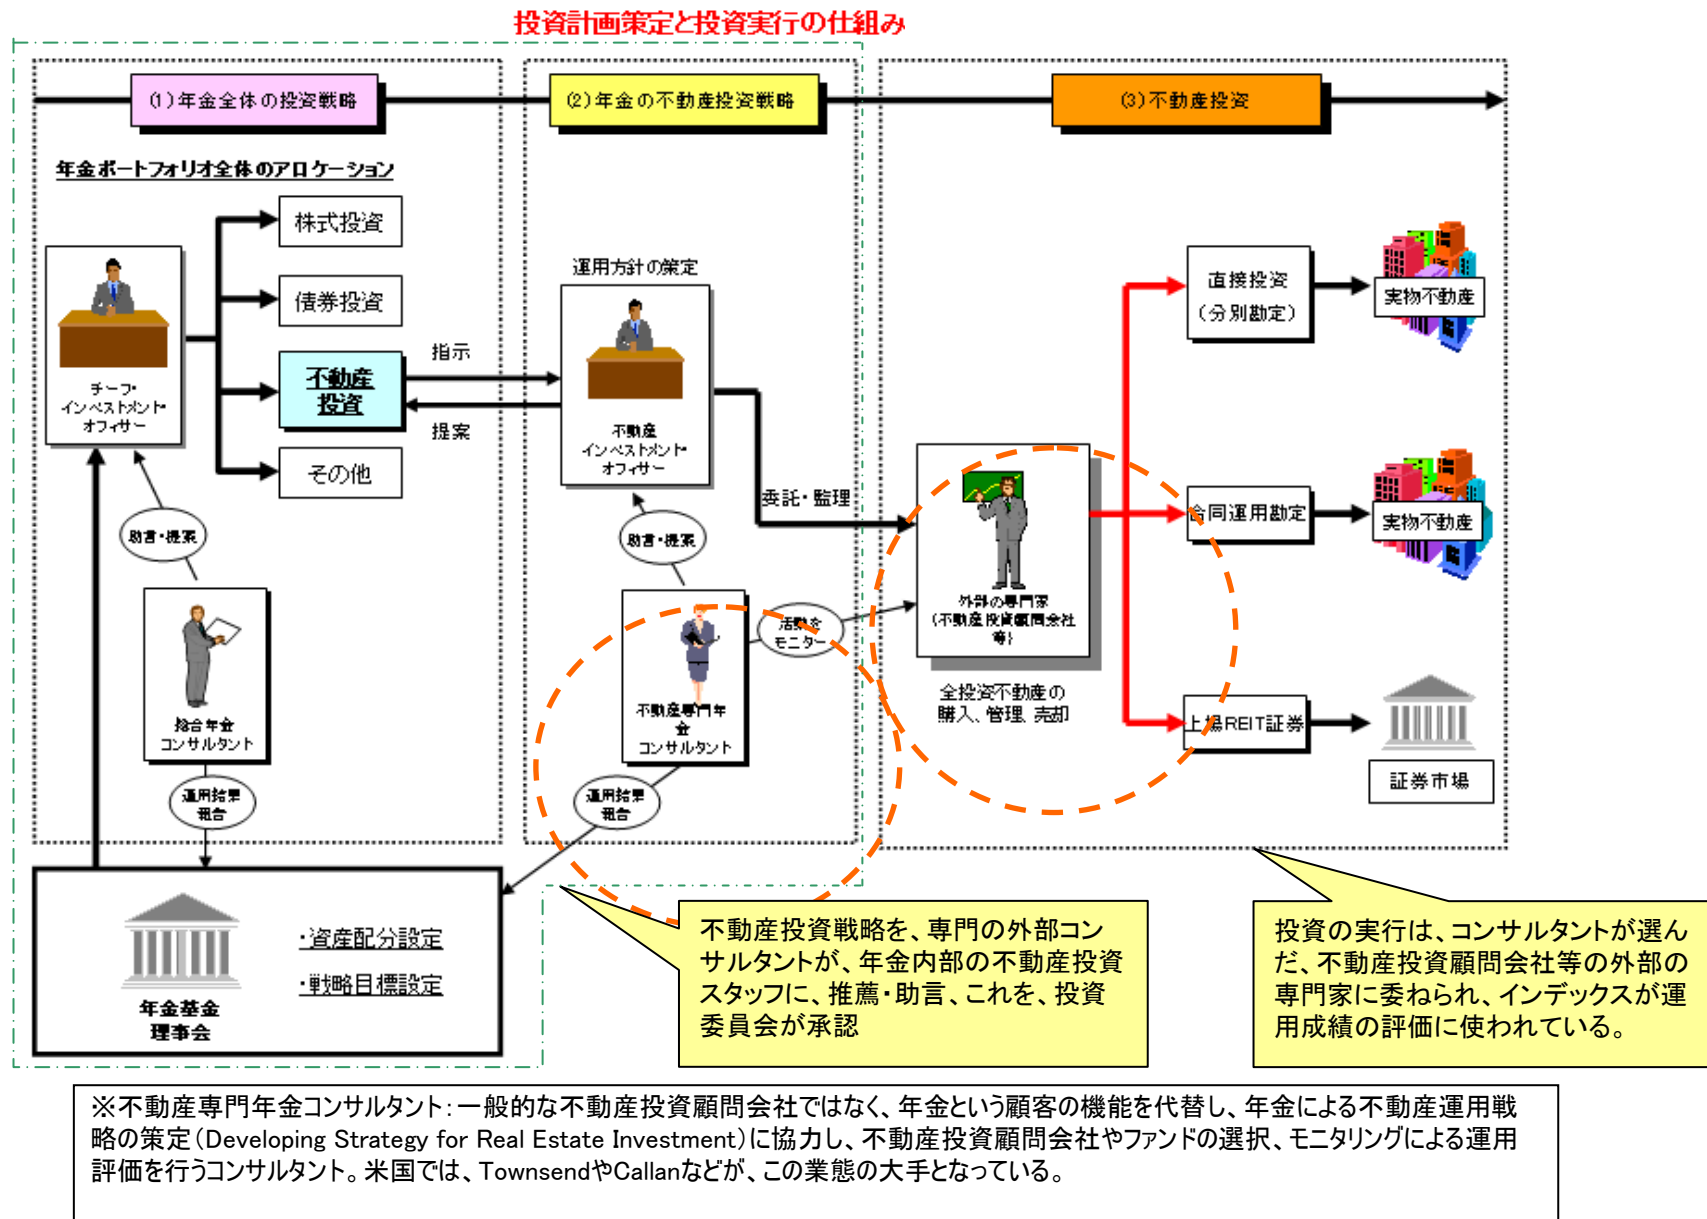 投資計画策定と投資実行の仕組み
(1)年金全体の投資戦略
(2)年金の不動産投資戦略
(3)不動産投資
年金ポートフォリオ全体のアロケーション
株式投資
債券投資
不動産
投資
その他
チーフ・
インベストメント・
オフィサー
指示
提案
運用方針の策定
不動産
インベストメント・
オフィサー
委託・監理
助言・提案
助言・提案
総合年金
コンサルタント
不動産専門年
金
コンサルタント
活動を
モニター
運用結果
報告
運用結果
報告
外部の専門家
(不動産投資顧問会社
等)
全投資不動産の
購入、管理、売却
直接投資
(分別勘定)
実物不動産
合同運用勘定
実物不動産
上場REIT証券
証券市場
年金基金
理事会
・資産配分設定
・戦略目標設定
不動産投資戦略を、専門の外部コン
サルタントが、年金内部の不動産投資
スタッフに、推薦・助言、これを、投資
委員会が承認
投資の実行は、コンサルタントが選ん
だ、不動産投資顧問会社等の外部の
専門家に委ねられ、インデックスが運
用成績の評価に使われている。
※不動産専門年金コンサルタント：一般的な不動産投資顧問会社ではなく、年金という顧客の機能を代替し、年金による不動産運用戦
略の策定（Developing Strategy for Real Estate Investment）に協力し、不動産投資顧問会社やファンドの選択、モニタリングによる運用
評価を行うコンサルタント。米国では、TownsendやCallanなどが、この業態の大手となっている。